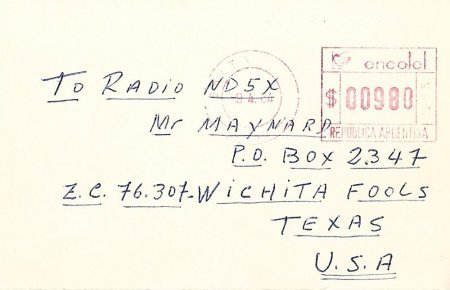 encotel
$ 00980
REPUBLICA ARGENTINA
TO RADIO ND5X
Mr MAYNARD
P.O. BOX 2347
Z.C. 76.307-WICHITA FOOLS
TEXAS
U.S.A